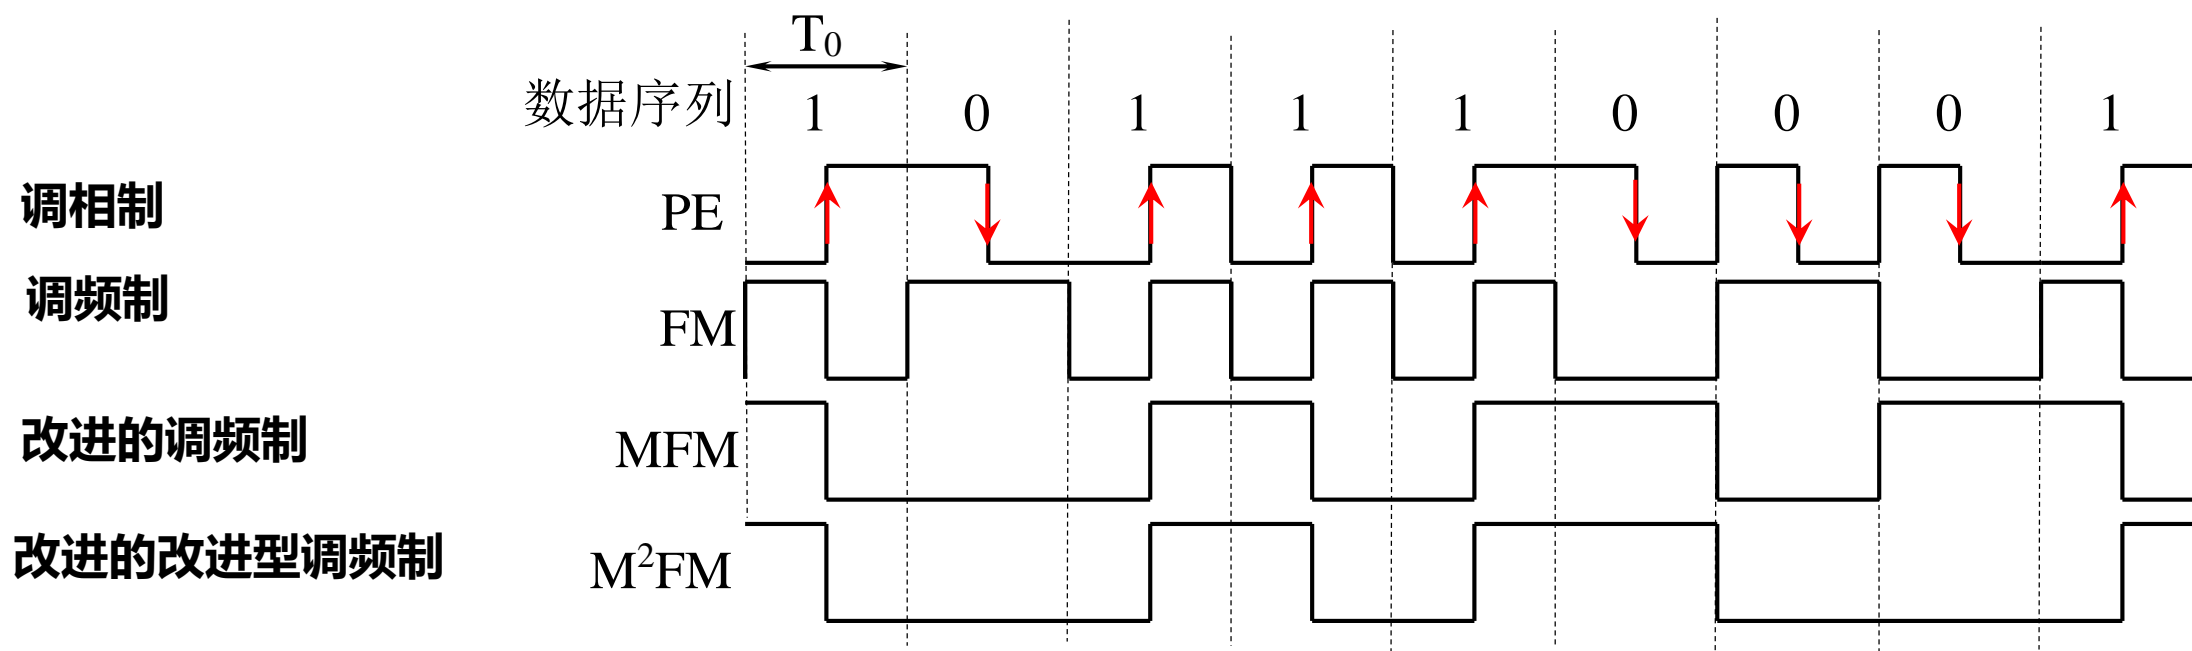 T₀
数据序列 1 0 1 1 1 0 0 0 1
调相制 PE
调频制 FM
改进的调频制 MFM
改进的改进型调频制 M²FM